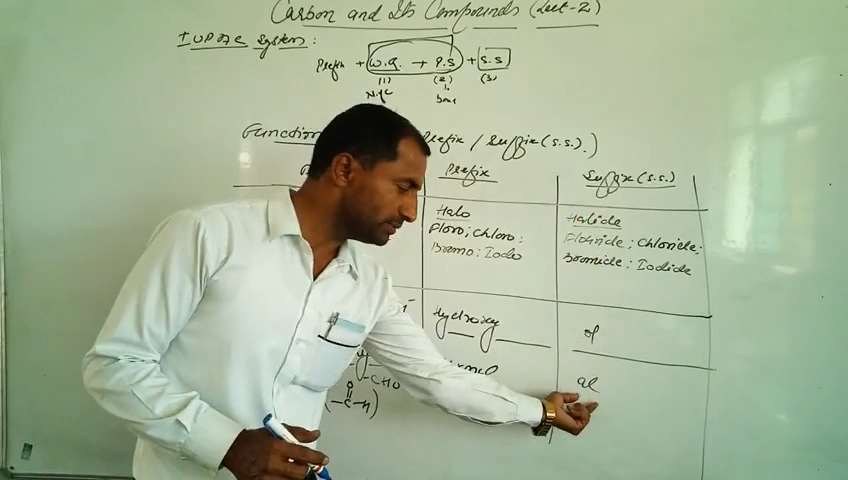 Carbon and Its Compounds (Lect-2)
IUPAC System:
Prefix + W.R. → P.S + S.S
(1) (2) (3)
Function Prefix / Suffix (S.S).)
Prefix Suffix (S.S.)
Halo Halide
Floro; Chloro; Floride; Chloride;
Bromo; Iodo Bromide; Iodide
Hydroxy ol
al
-CHO
O
(-C-H)